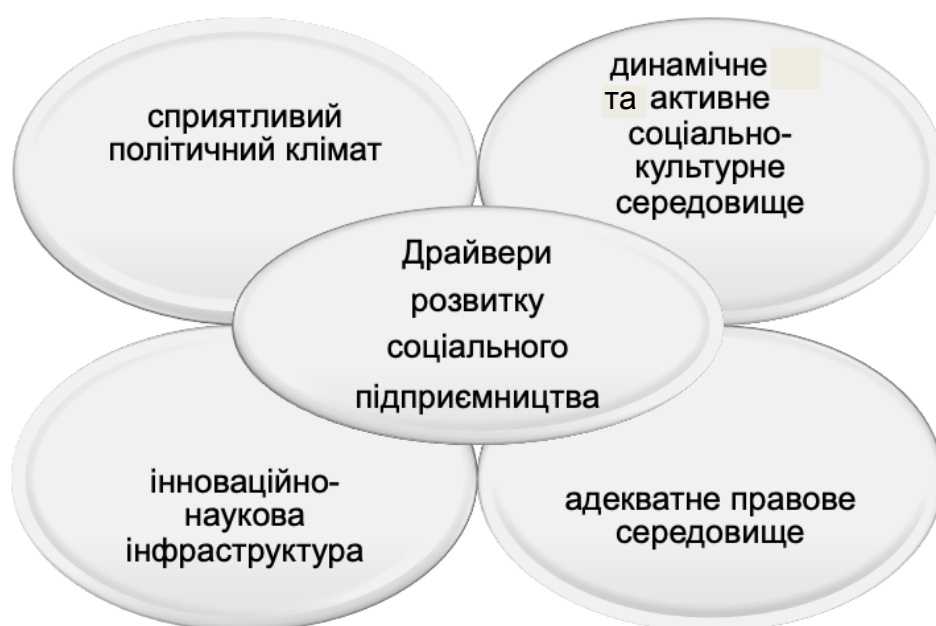 сприятливий
політичний клімат
динамічне
та активне
соціально-
культурне
середовище
Драйвери
розвитку
соціального
підприємництва
інноваційно-
наукова
інфраструктура
адекватне правове
середовище